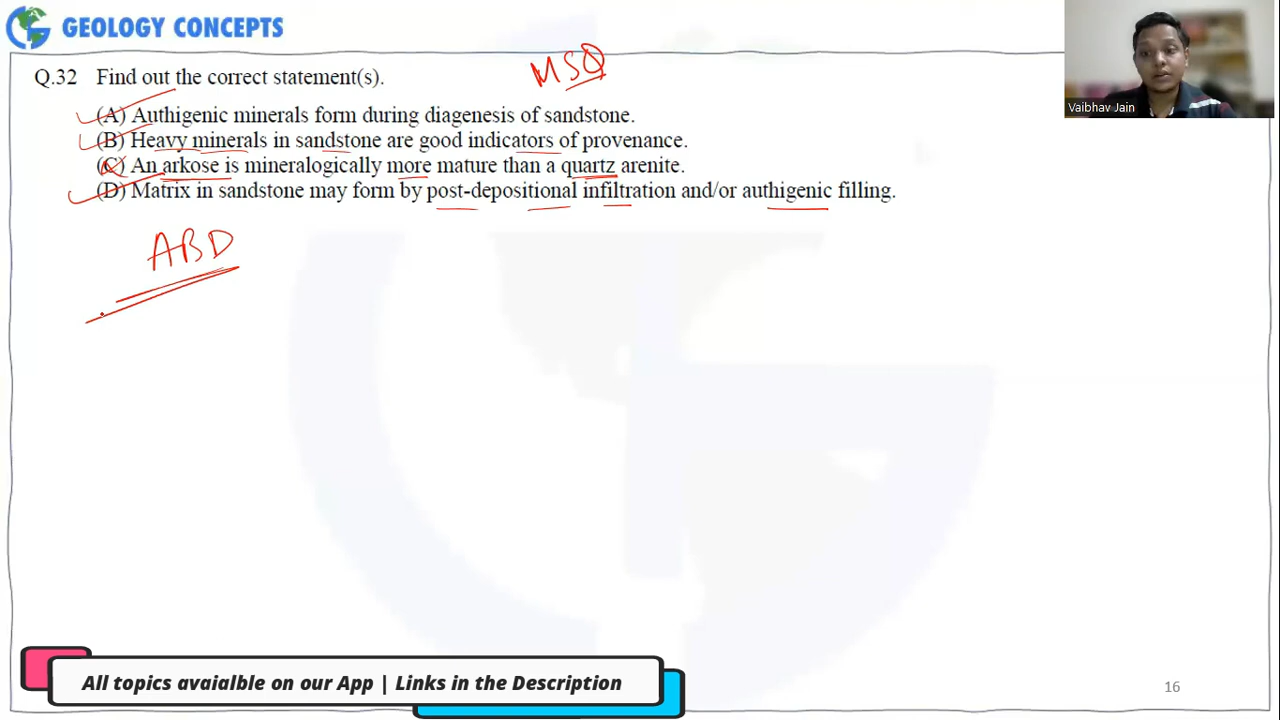 GEOLOGY CONCEPTS
MSQ
Vaibhav Jain
Q.32 Find out the correct statement(s).
(A) Authigenic minerals form during diagenesis of sandstone.
(B) Heavy minerals in sandstone are good indicators of provenance.
(C) An arkose is mineralogically more mature than a quartz arenite.
(D) Matrix in sandstone may form by post-depositional infiltration and/or authigenic filling.
ABD
All topics avaialble on our App | Links in the Description
16